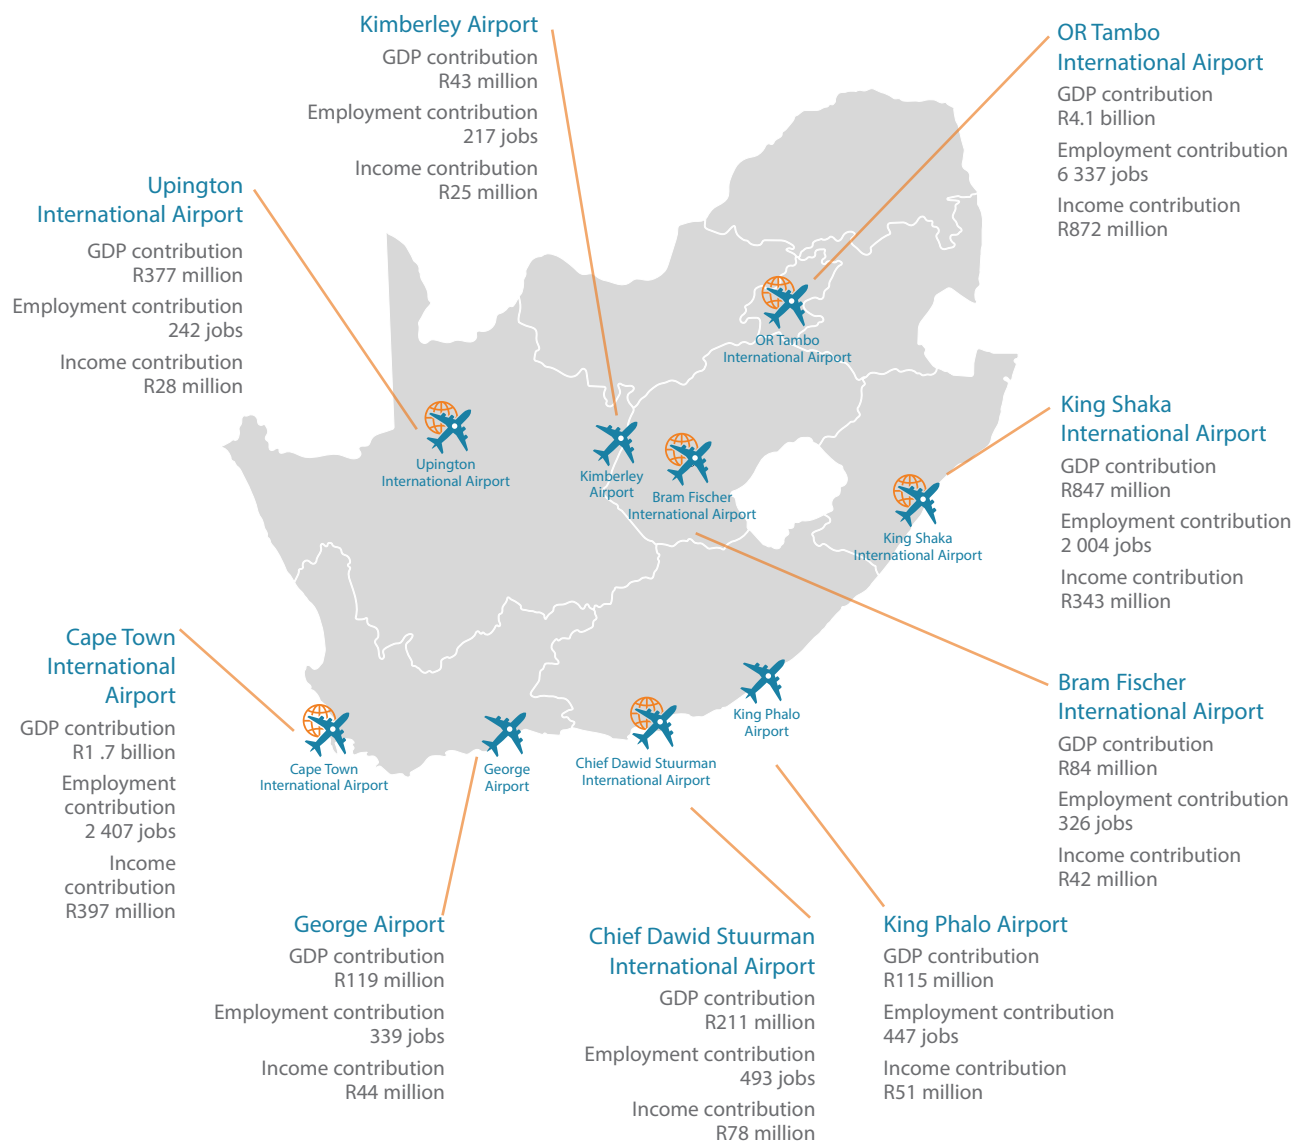 Kimberley Airport
GDP contribution
R43 million
Employment contribution
217 jobs
Income contribution
R25 million
OR Tambo
International Airport
GDP contribution
R4.1 billion
Employment contribution
6 337 jobs
Income contribution
R872 million
Upington
International Airport
GDP contribution
R377 million
Employment contribution
242 jobs
Income contribution
R28 million
OR Tambo
International Airport
Upington
International Airport
Kimberley
Airport
Bram Fischer
International Airport
King Shaka
International Airport
King Shaka
International Airport
GDP contribution
R847 million
Employment contribution
2 004 jobs
Income contribution
R343 million
Cape Town
International
Airport
GDP contribution
R1 .7 billion
Employment
contribution
2 407 jobs
Income
contribution
R397 million
Cape Town
International Airport
George
Airport
Chief Dawid Stuurman
International Airport
King Phalo
Airport
Bram Fischer
International Airport
GDP contribution
R84 million
Employment contribution
326 jobs
Income contribution
R42 million
George Airport
GDP contribution
R119 million
Employment contribution
339 jobs
Income contribution
R44 million
Chief Dawid Stuurman
International Airport
GDP contribution
R211 million
Employment contribution
493 jobs
Income contribution
R78 million
King Phalo Airport
GDP contribution
R115 million
Employment contribution
447 jobs
Income contribution
R51 million